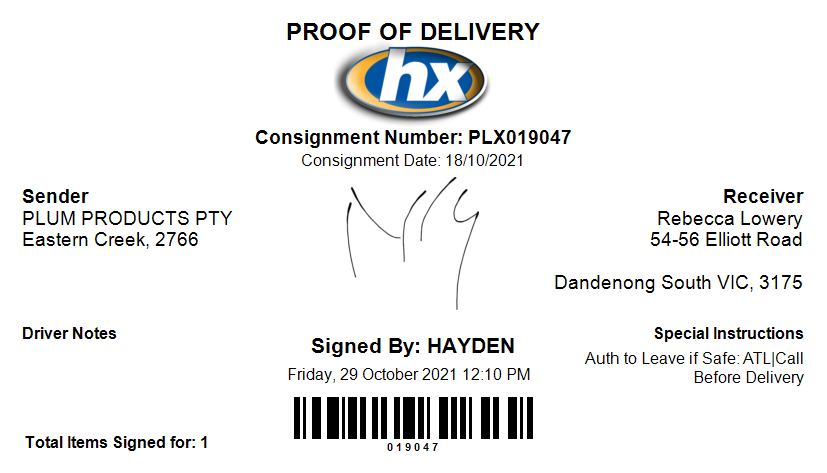 PROOF OF DELIVERY
hx
Consignment Number: PLX019047
Consignment Date: 18/10/2021
Sender
PLUM PRODUCTS PTY
Eastern Creek, 2766
Receiver
Rebecca Lowery
54-56 Elliott Road
Dandenong South VIC, 3175
Driver Notes
Signed By: HAYDEN
Friday, 29 October 2021 12:10 PM
Special Instructions
Auth to Leave if Safe: ATL|Call
Before Delivery
019047
Total Items Signed for: 1